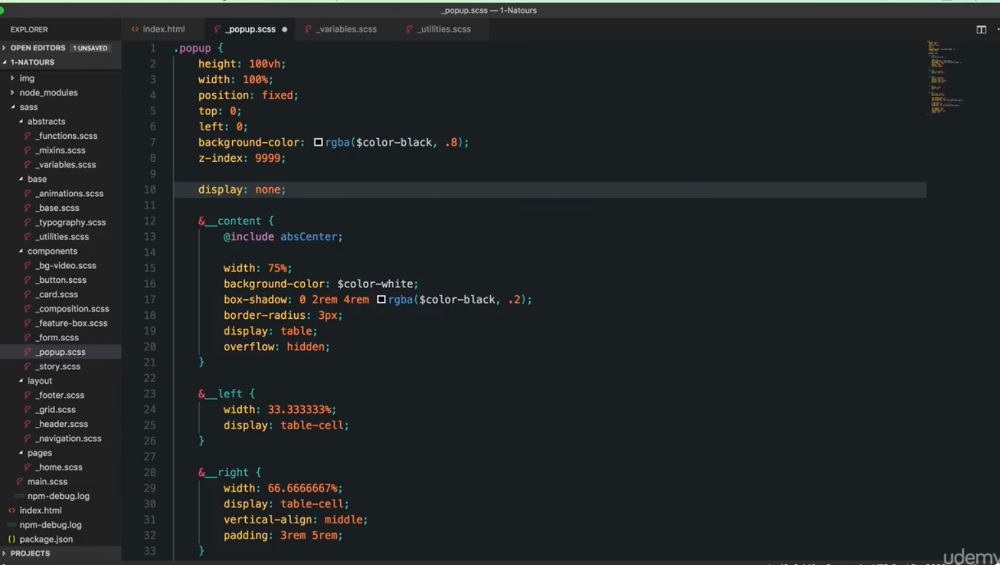 _popup.scss — 1-Natours
EXPLORER
OPEN EDITORS 1 UNSAVED
1-NATOURS
img
node_modules
sass
abstracts
_functions.scss
_mixins.scss
_variables.scss
base
_animations.scss
_base.scss
_typography.scss
_utilities.scss
components
_bg-video.scss
_button.scss
_card.scss
_composition.scss
_feature-box.scss
_form.scss
_popup.scss
_story.scss
layout
_footer.scss
_grid.scss
_header.scss
_navigation.scss
pages
_home.scss
main.scss
npm-debug.log
<> index.html
npm-debug.log
{} package.json
PROJECTS
<> index.html _popup.scss _variables.scss _utilities.scss
1 .popup {
2 height: 100vh;
3 width: 100%;
4 position: fixed;
5 top: 0;
6 left: 0;
7 background-color: rgba($color-black, .8);
8 z-index: 9999;
9
10 display: none;
11
12 &__content {
13 @include absCenter;
14
15 width: 75%;
16 background-color: $color-white;
17 box-shadow: 0 2rem 4rem rgba($color-black, .2);
18 border-radius: 3px;
19 display: table;
20 overflow: hidden;
21 }
22
23 &__left {
24 width: 33.333333%;
25 display: table-cell;
26 }
27
28 &__right {
29 width: 66.6666667%;
30 display: table-cell;
31 vertical-align: middle;
32 padding: 3rem 5rem;
33 }
udemy